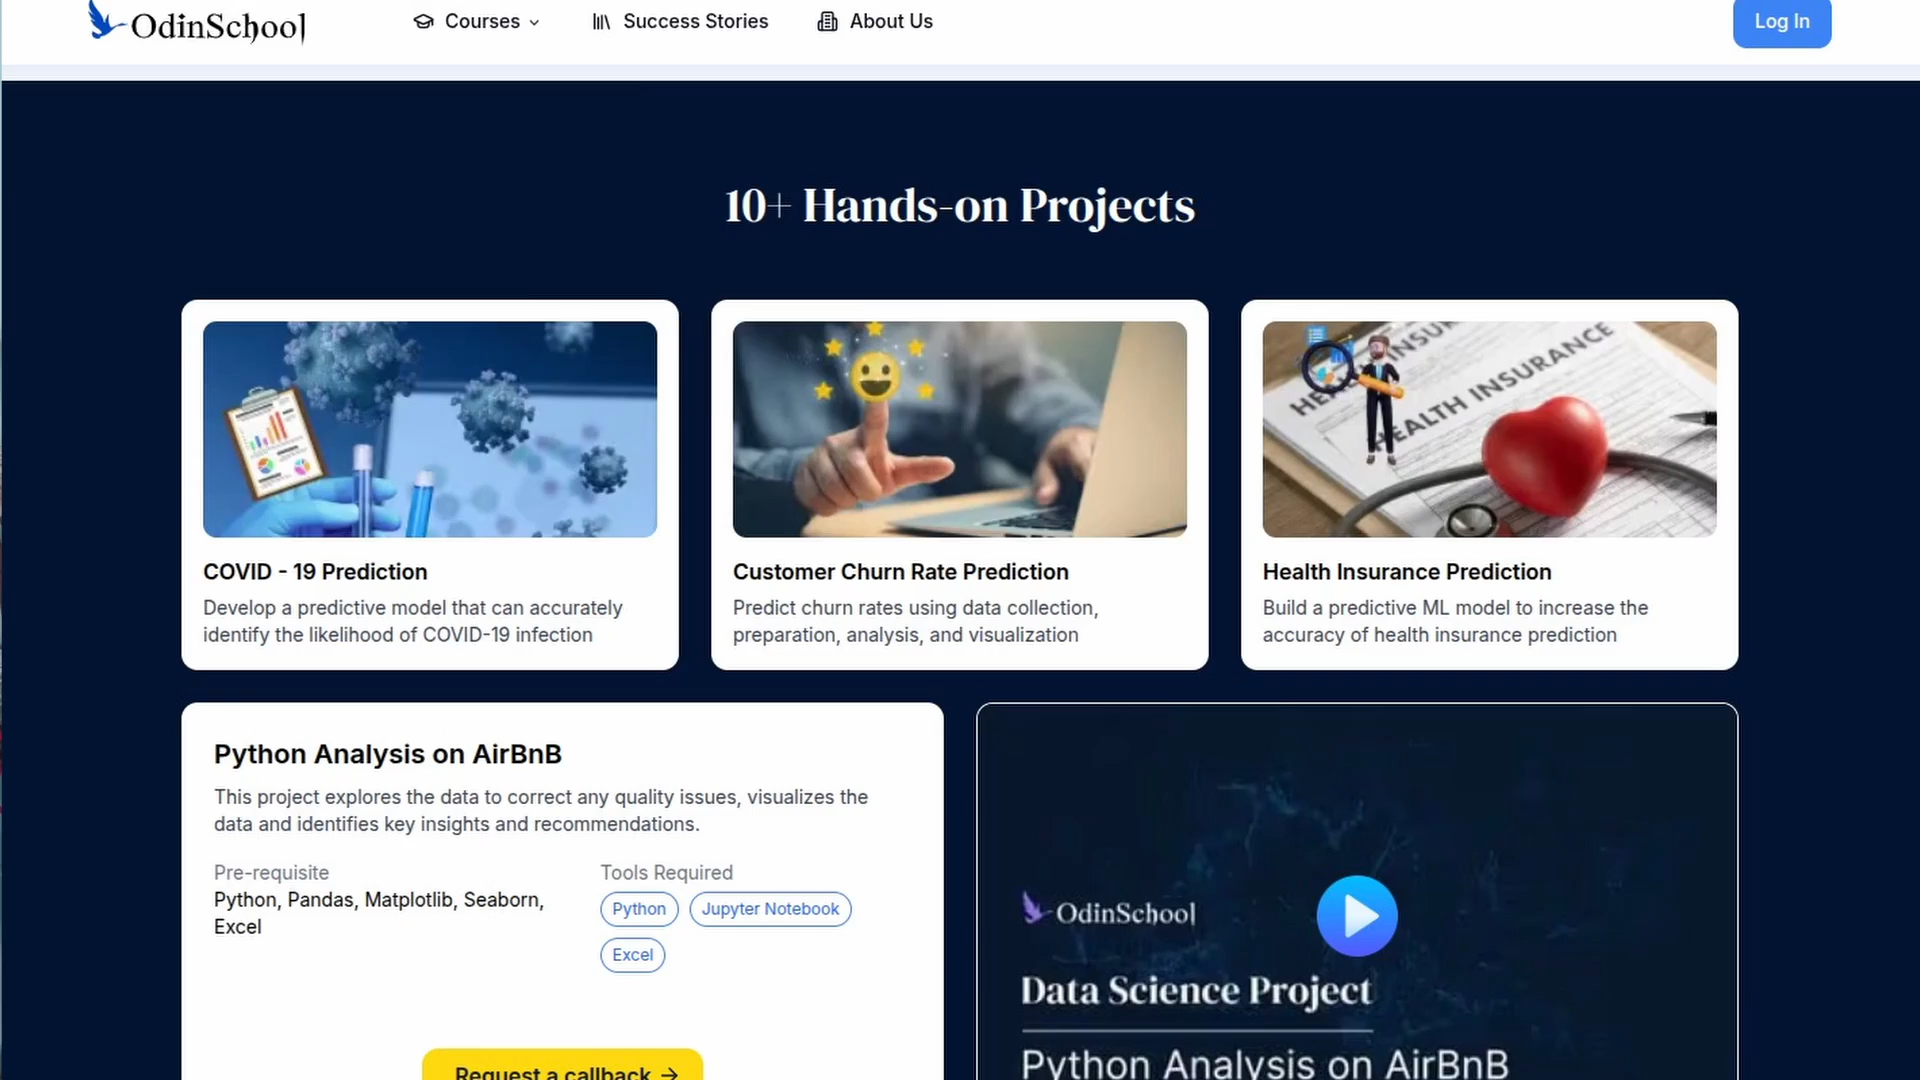 OdinSchool
Courses
Success Stories
About Us
Log In
10+ Hands-on Projects
HEALTH INSURANCE
COVID - 19 Prediction
Develop a predictive model that can accurately
identify the likelihood of COVID-19 infection
Customer Churn Rate Prediction
Predict churn rates using data collection,
preparation, analysis, and visualization
Health Insurance Prediction
Build a predictive ML model to increase the
accuracy of health insurance prediction
Python Analysis on AirBnB
This project explores the data to correct any quality issues, visualizes the
data and identifies key insights and recommendations.
Pre-requisite
Python, Pandas, Matplotlib, Seaborn,
Excel
Tools Required
Python
Jupyter Notebook
Excel
Request a callback →
OdinSchool
Data Science Project
Python Analysis on AirBnB